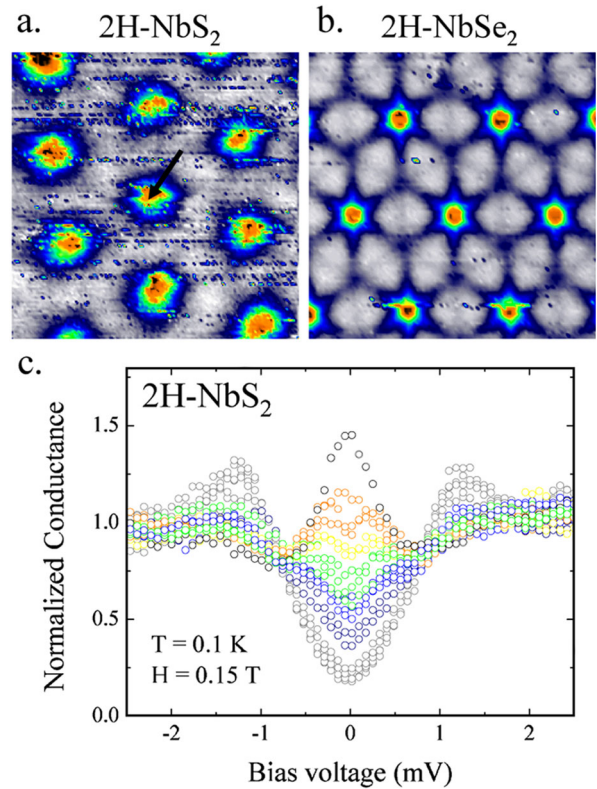 a. 2H-NbS₂
b. 2H-NbSe₂
c.
2H-NbS₂
Normalized Conductance
1.5
1.0
0.5
0.0
T = 0.1 K
H = 0.15 T
-2 -1 0 1 2
Bias voltage (mV)